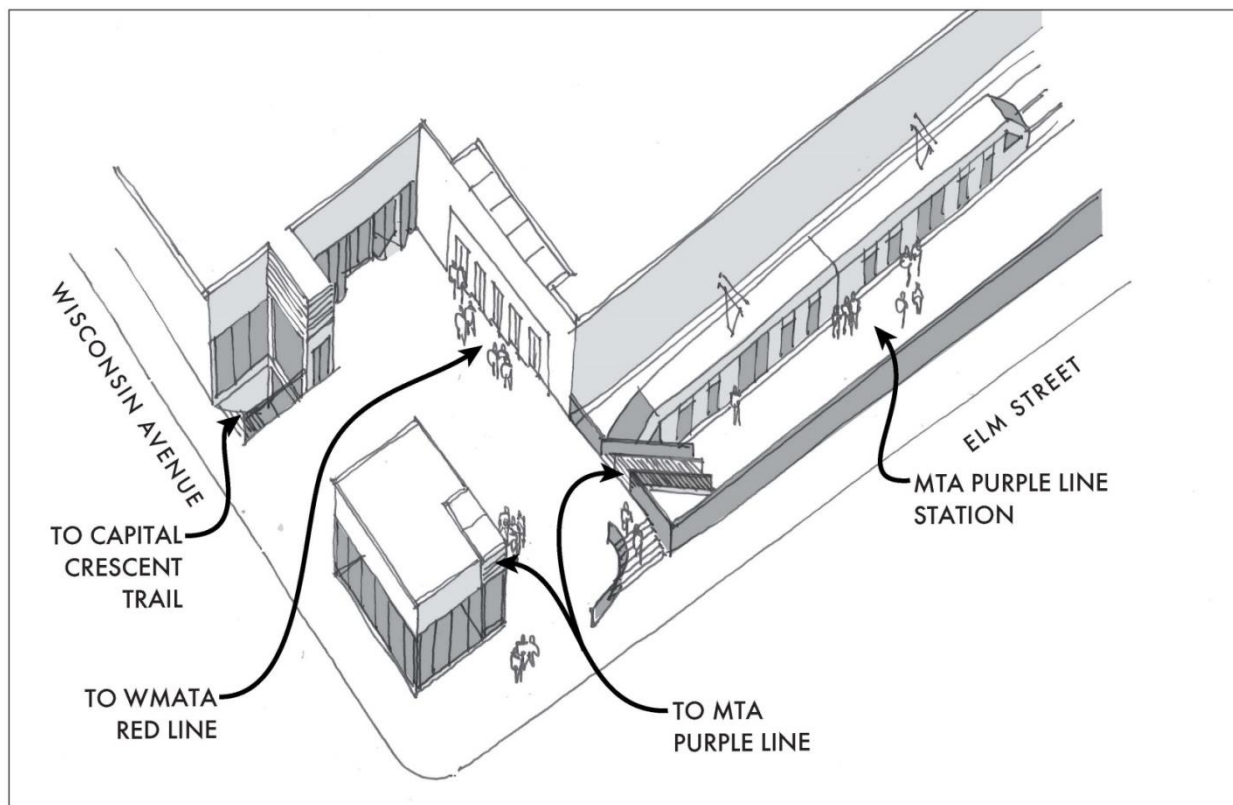 WISCONSIN AVENUE
ELM STREET
MTA PURPLE LINE
STATION
TO CAPITAL
CRESCENT
TRAIL
TO WMATA
RED LINE
TO MTA
PURPLE LINE